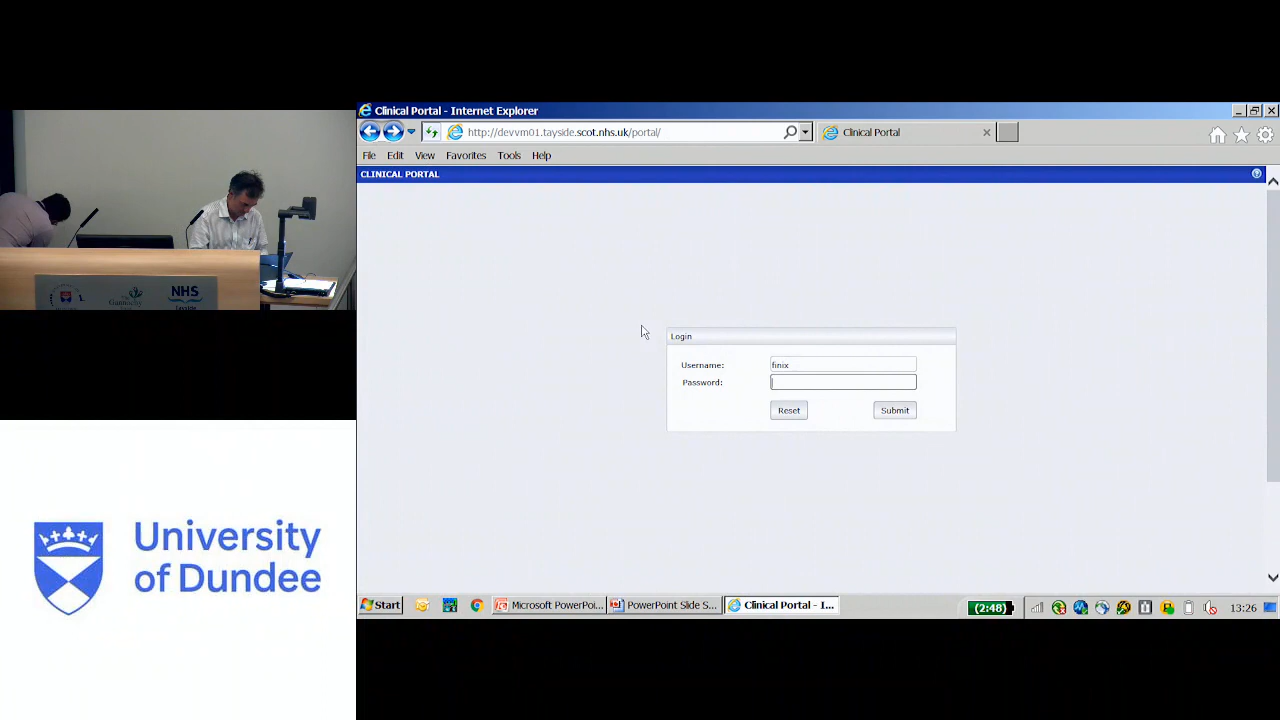 Clinical Portal - Internet Explorer
http://devvm01.tayside.scot.nhs.uk/portal/
Clinical Portal
File Edit View Favorites Tools Help
CLINICAL PORTAL
Login
Username: finix
Password:
Reset Submit
Start
Microsoft PowerPoi...
PowerPoint Slide S...
Clinical Portal - I...
(2:48)
13:26
NHS
Tayside
University
of Dundee